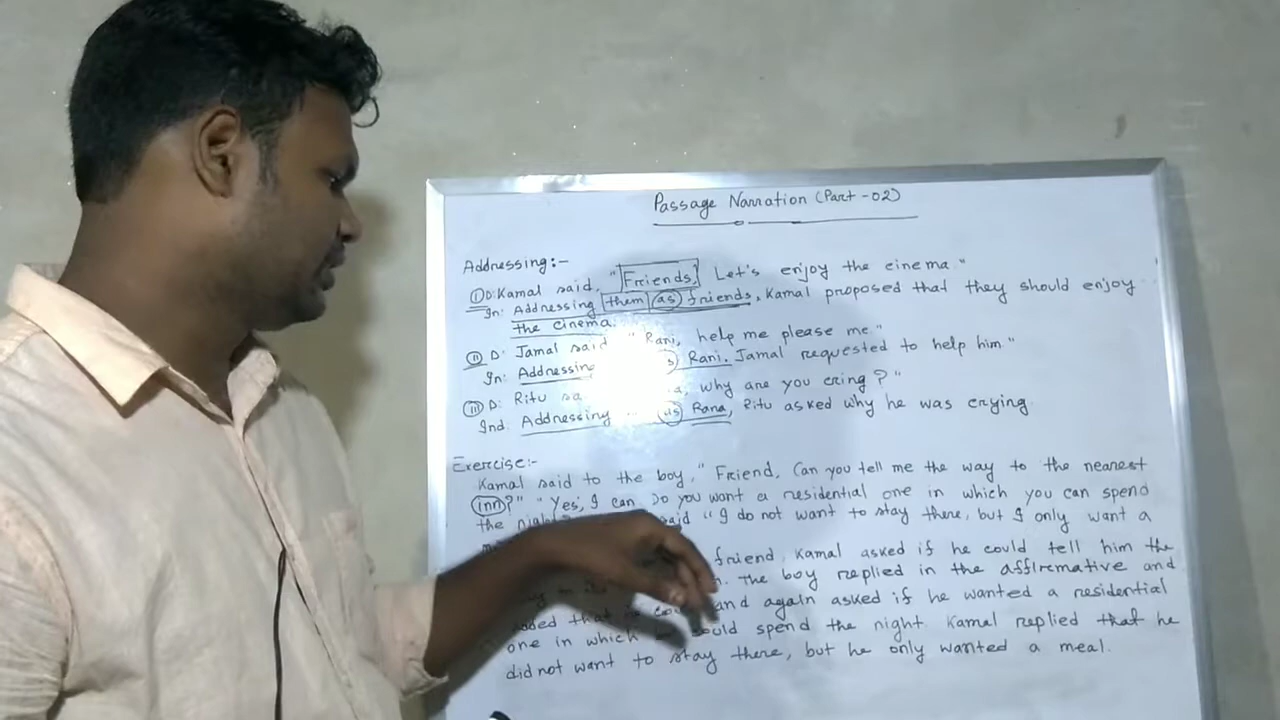 Passage Narration (Part-02)
Addressing:-
(i) D: Kamal said, "Friends, Let's enjoy the cinema."
In: Addressing them as friends, Kamal proposed that they should enjoy
the cinema.
(ii) D: Jamal said "Rani, help me please me."
In: Addressing Rani. Jamal requested to help him"
(iii) D: Ritu why are you cring?"
Ind: Addressing as Rana, Ritu asked why he was crying
Exercise:-
Kamal said to the boy, "Friend, Can you tell me the way to the nearest
inn?" "Yes, I can Do you want a residential one in which you can spend
the night said "I do not want to stay there, but I only want a
friend, Kamal asked if he could tell him the
The boy replied in the affiremative and
that and again asked if he wanted a residential
one in which could spend the night. Kamal replied that he
did not want to stay there, but he only wanted a meal.